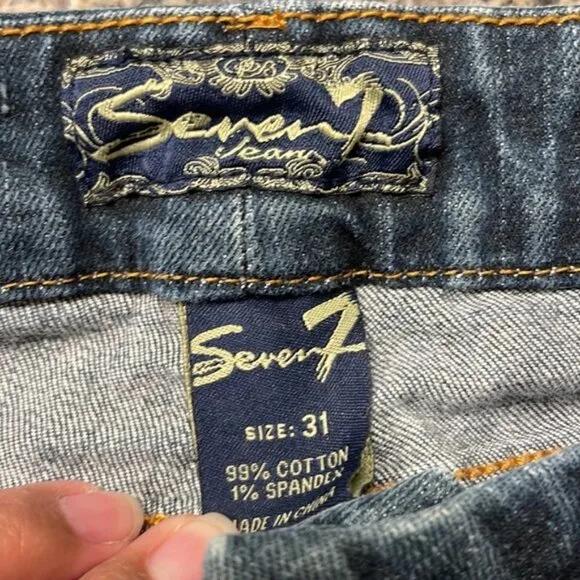 Seven7
Jeans
Seven7
SIZE: 31
99% COTTON
1% SPANDEX
MADE IN CHINA